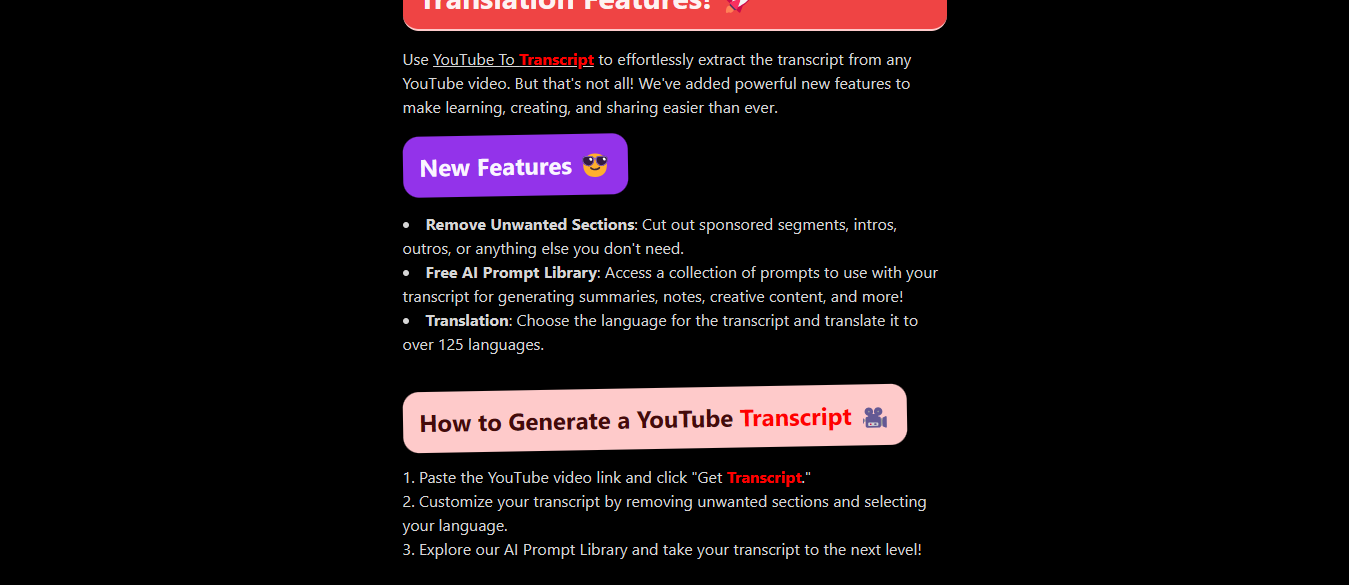 Translation Features! 🚀
Use YouTube To Transcript to effortlessly extract the transcript from any
YouTube video. But that's not all! We've added powerful new features to
make learning, creating, and sharing easier than ever.
New Features 😎
• Remove Unwanted Sections: Cut out sponsored segments, intros,
outros, or anything else you don't need.
• Free AI Prompt Library: Access a collection of prompts to use with your
transcript for generating summaries, notes, creative content, and more!
• Translation: Choose the language for the transcript and translate it to
over 125 languages.
How to Generate a YouTube Transcript 🎥
1. Paste the YouTube video link and click "Get Transcript."
2. Customize your transcript by removing unwanted sections and selecting
your language.
3. Explore our AI Prompt Library and take your transcript to the next level!